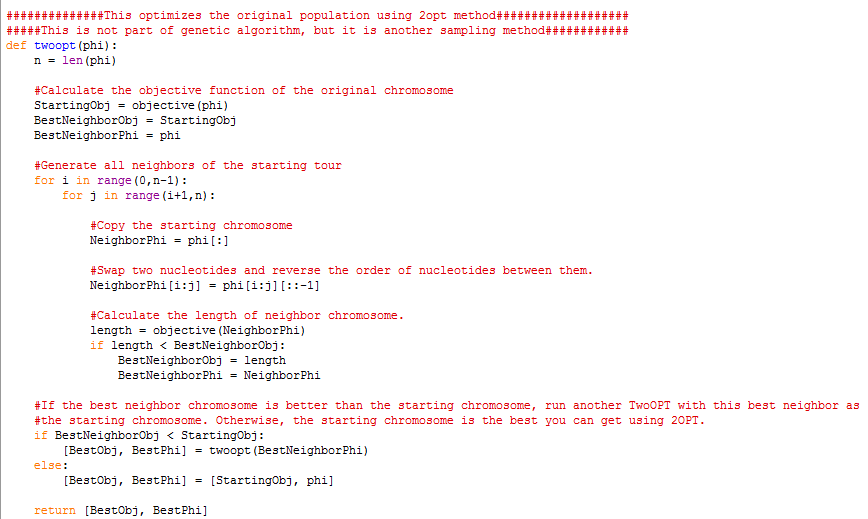 ##############This optimizes the original population using 2opt method###################
#####This is not part of genetic algorithm, but it is another sampling method############
def twoopt(phi):
    n = len(phi)

    #Calculate the objective function of the original chromosome
    StartingObj = objective(phi)
    BestNeighborObj = StartingObj
    BestNeighborPhi = phi

    #Generate all neighbors of the starting tour
    for i in range(0,n-1):
        for j in range(i+1,n):

            #Copy the starting chromosome
            NeighborPhi = phi[:]

            #Swap two nucleotides and reverse the order of nucleotides between them.
            NeighborPhi[i:j] = phi[i:j][::-1]

            #Calculate the length of neighbor chromosome.
            length = objective(NeighborPhi)
            if length < BestNeighborObj:
                BestNeighborObj = length
                BestNeighborPhi = NeighborPhi

    #If the best neighbor chromosome is better than the starting chromosome, run another TwoOPT with this best neighbor as
    #the starting chromosome. Otherwise, the starting chromosome is the best you can get using 2OPT.
    if BestNeighborObj < StartingObj:
        [BestObj, BestPhi] = twoopt(BestNeighborPhi)
    else:
        [BestObj, BestPhi] = [StartingObj, phi]

    return [BestObj, BestPhi]